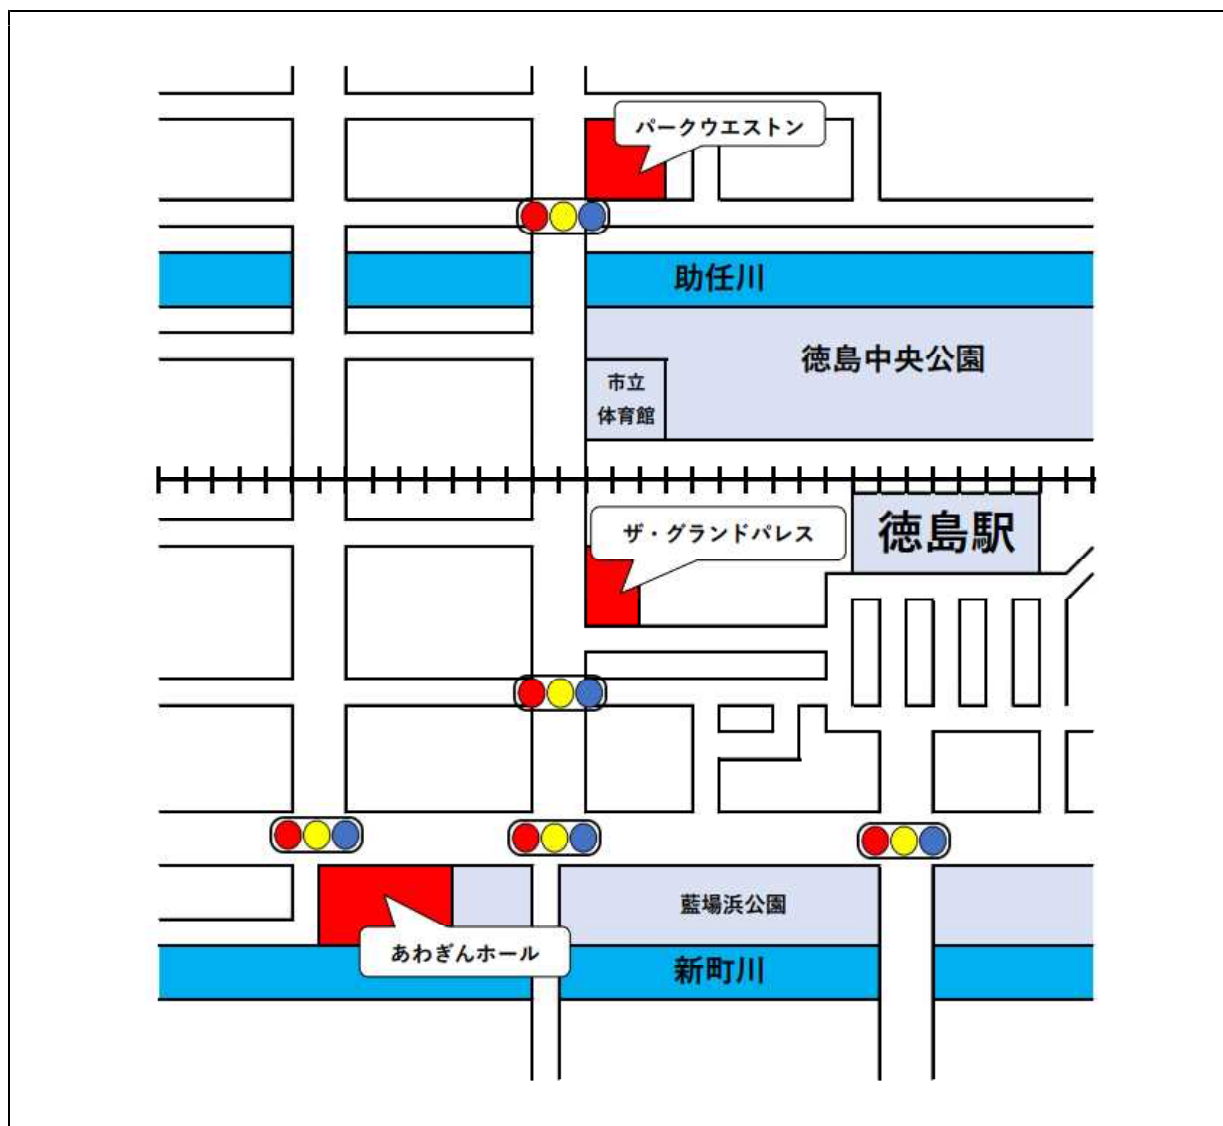 パークウエストン
助任川
徳島中央公園
市立
体育館
ザ・グランドパレス
徳島駅
藍場浜公園
あわぎんホール
新町川